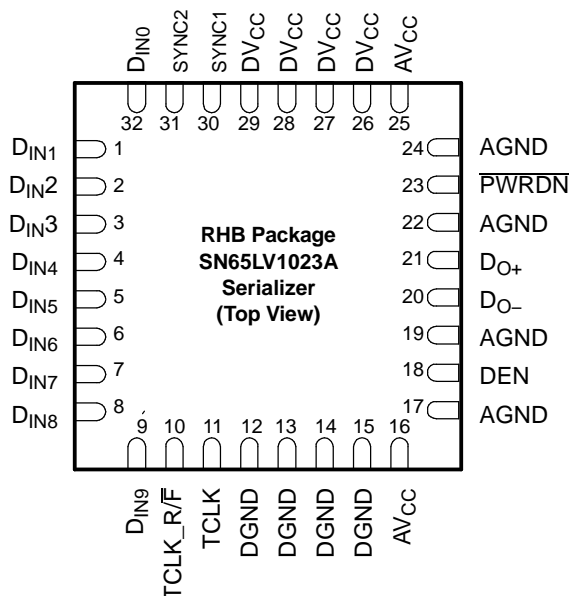 DIN0 SYNC2 SYNC1 DVCC DVCC DVCC DVCC AVCC
32 31 30 29 28 27 26 25
DIN1 1
DIN2 2
DIN3 3
DIN4 4
DIN5 5
DIN6 6
DIN7 7
DIN8 8
RHB Package
SN65LV1023A
Serializer
(Top View)
24 AGND
23 PWRDN
22 AGND
21 DO+
20 DO–
19 AGND
18 DEN
17 AGND
9 10 11 12 13 14 15 16
DIN9 TCLK_R/F TCLK DGND DGND DGND DGND AVCC